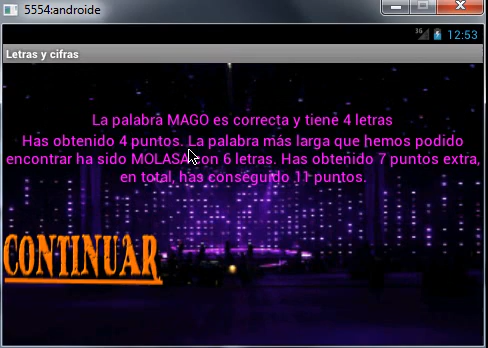 5554:androide
3G 12:53
Letras y cifras
La palabra MAGO es correcta y tiene 4 letras
Has obtenido 4 puntos. La palabra más larga que hemos podido
encontrar ha sido MOLASA con 6 letras. Has obtenido 7 puntos extra,
en total, has conseguido 11 puntos.
CONTINUAR